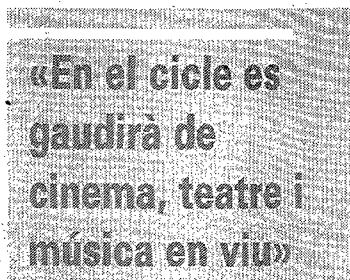 «En el cicle es
gaudirà de
cinema, teatre i
música en viu»